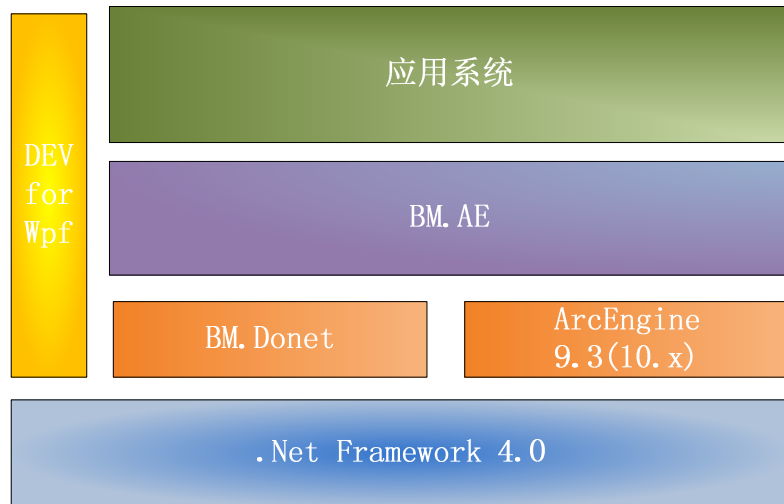 应用系统
DEV
for
Wpf
BM.AE
BM.Donet
ArcEngine
9.3(10.x)
.Net Framework 4.0